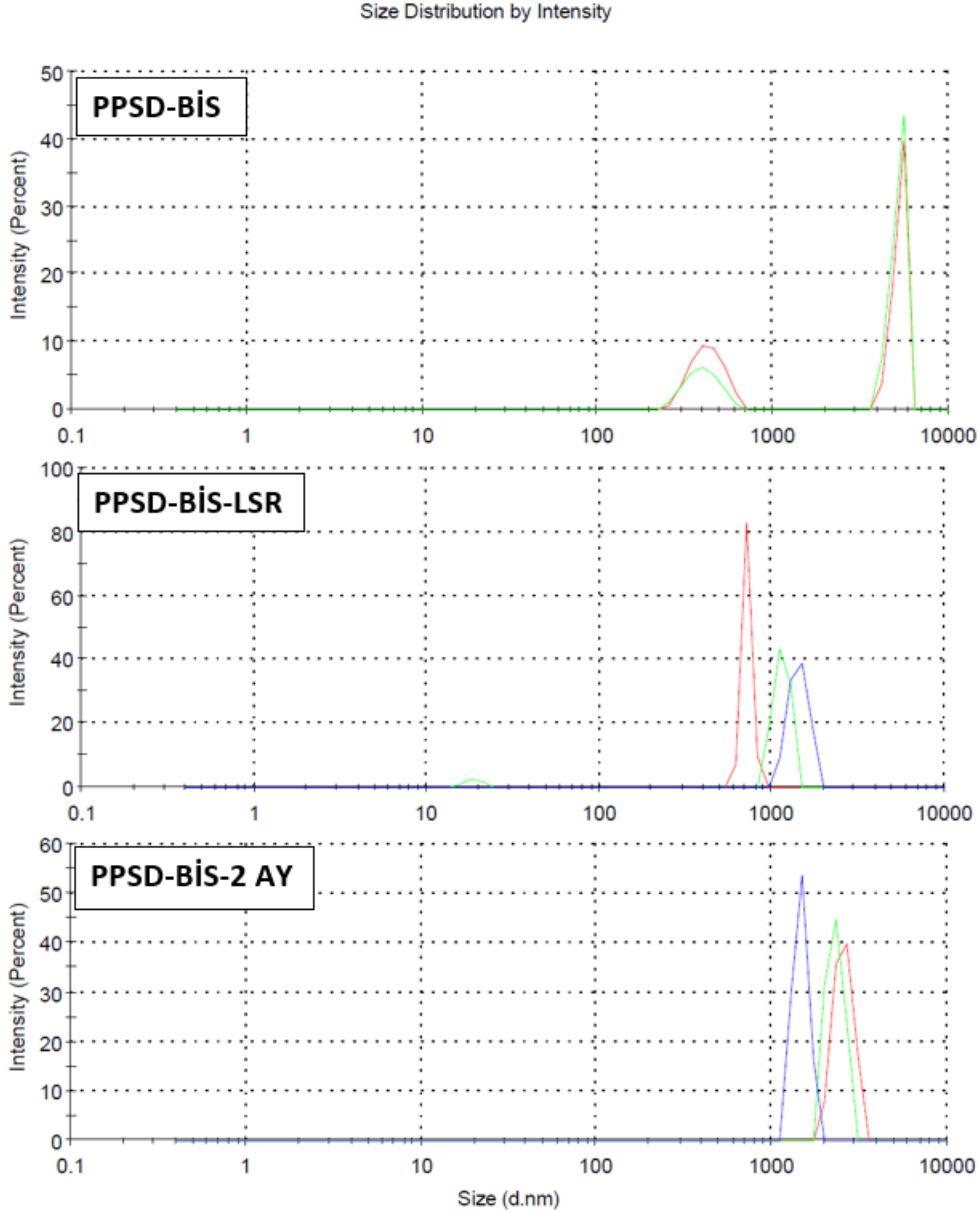 Size Distribution by Intensity
PPSD-BİS
Intensity (Percent)
50
40
30
20
10
0
0.1 1 10 100 1000 10000
PPSD-BİS-LSR
Intensity (Percent)
100
80
60
40
20
0
0.1 1 10 100 1000 10000
PPSD-BİS-2 AY
Intensity (Percent)
60
50
40
30
20
10
0
0.1 1 10 100 1000 10000
Size (d.nm)